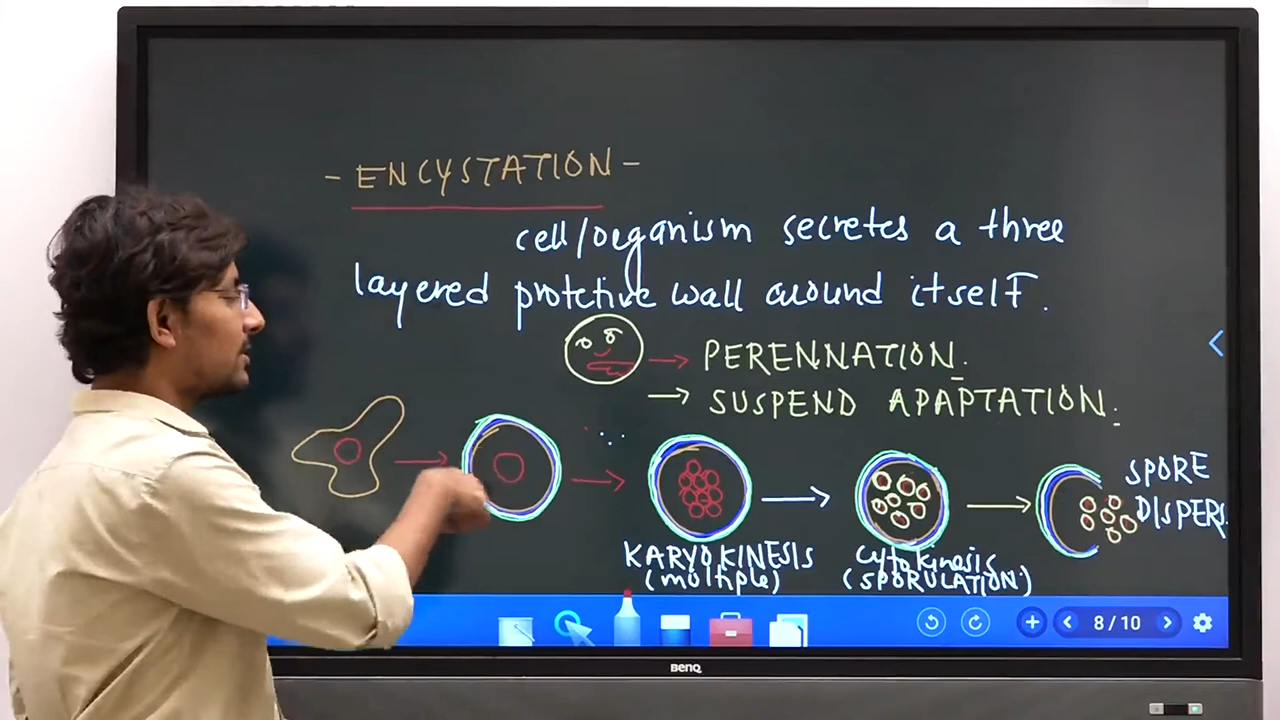 - ENCYSTATION -
cell/organism secretes a three
layered protetive wall around itself.
→ PERENNATION.
→ SUSPEND APAPTATION.
SPORE
DISPERS
KARYOKINESIS
(multiple)
Cytokinesis
(SPORULATION)
8 / 10
BenQ